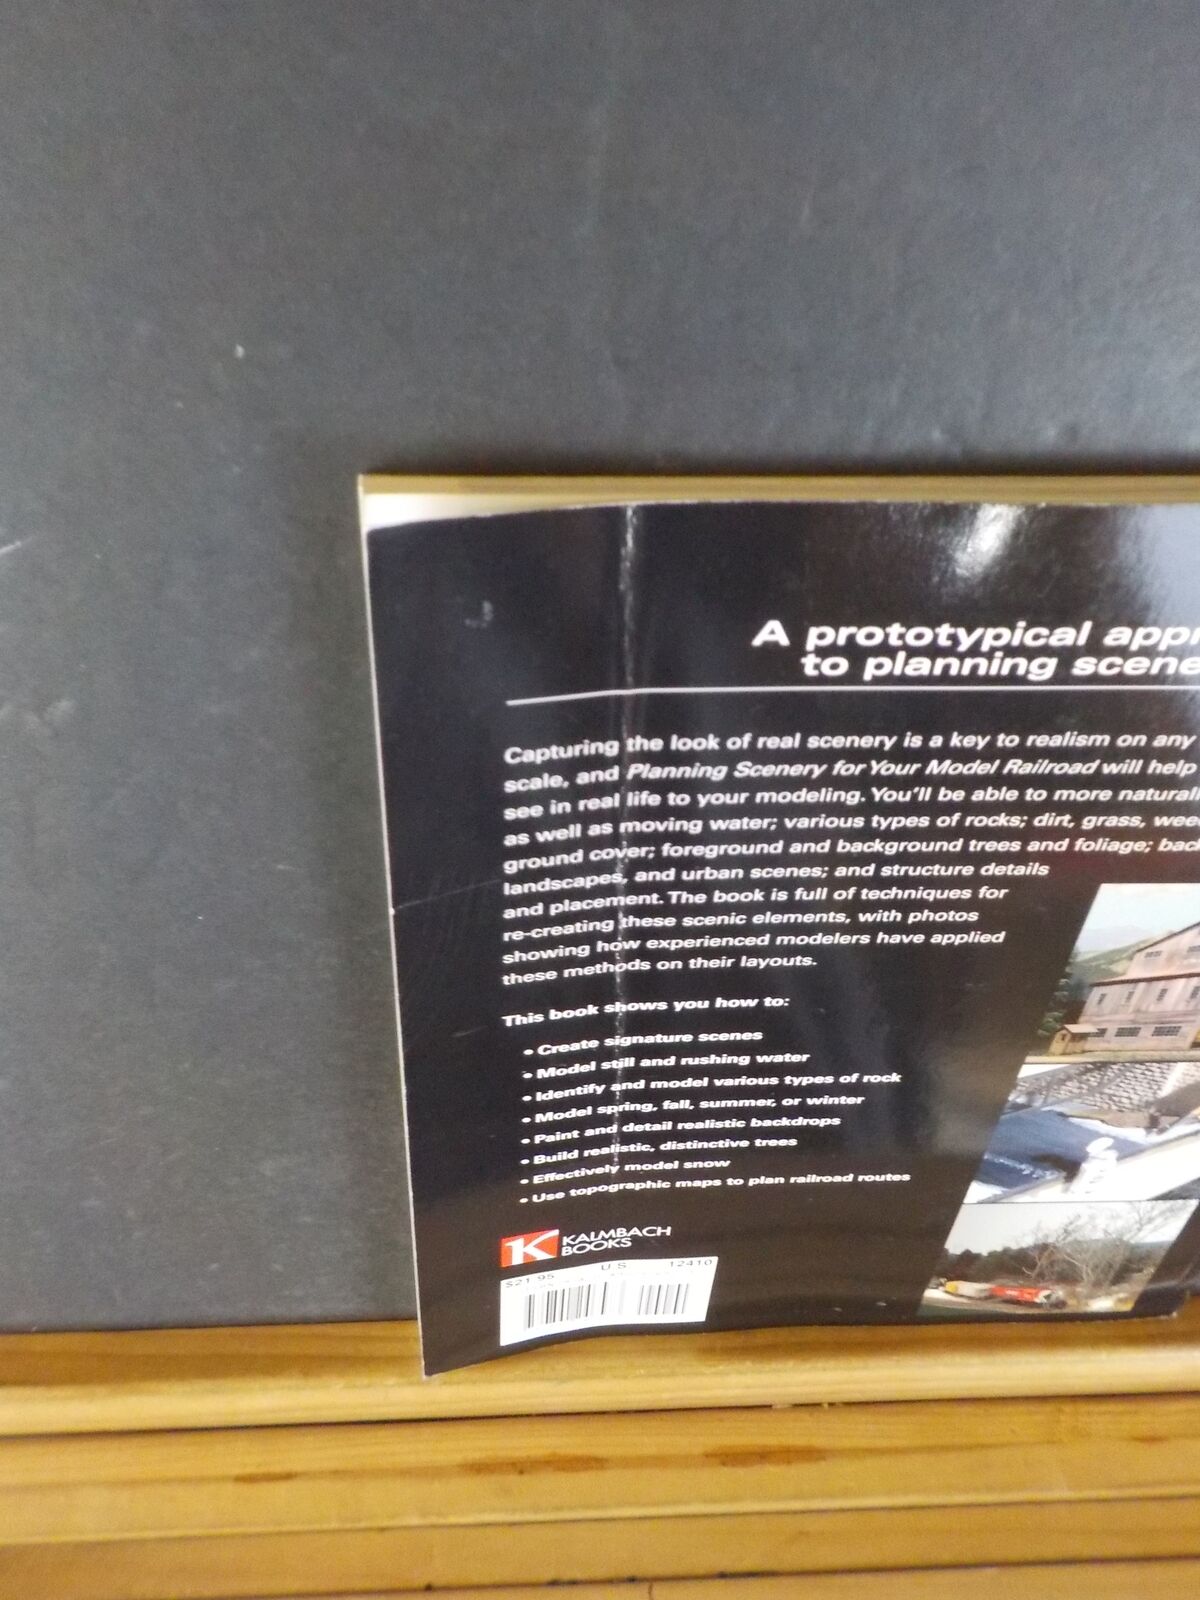 A prototypical
to planning
Capturing the look of real scenery is a key to realism on any
scale, and Planning Scenery for Your Model Railroad will help
see in real life to your modeling. You'll be able to more
as well as moving water; various types of rocks; dirt, grass,
ground cover; foreground and background trees and foliage;
landscapes, and urban scenes; and structure details
and placement. The book is full of techniques for
re-creating these scenic elements, with photos
showing how experienced modelers have applied
these methods on their layouts.
This book shows you how to:
• Create signature scenes
• Model still and rushing water
• Identify and model various types of rock
• Model spring, fall, summer, or winter
• Paint and detail realistic backdrops
• Build realistic, distinctive trees
• Effectively model snow
• Use topographic maps to plan railroad routes
K KALMBACH
BOOKS
$21.95 U.S. 12410